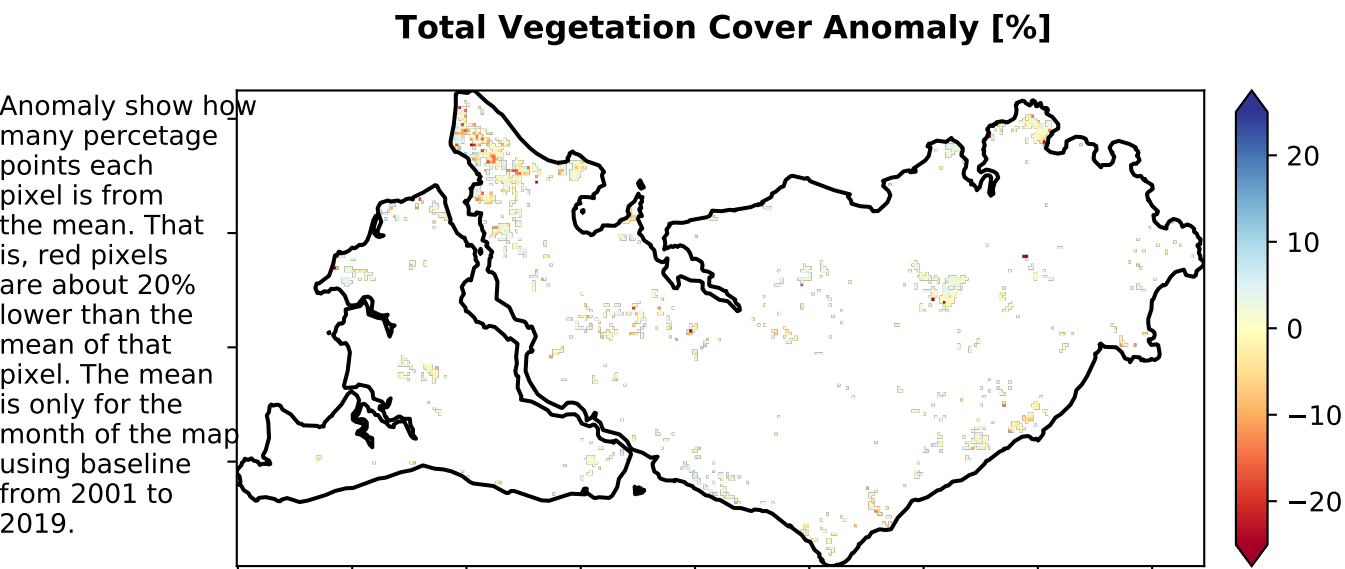 Total Vegetation Cover Anomaly [%]
Anomaly show how
many percetage
points each
pixel is from
the mean. That
is, red pixels
are about 20%
lower than the
mean of that
pixel. The mean
is only for the
month of the map
using baseline
from 2001 to
2019.
20
10
0
−10
−20